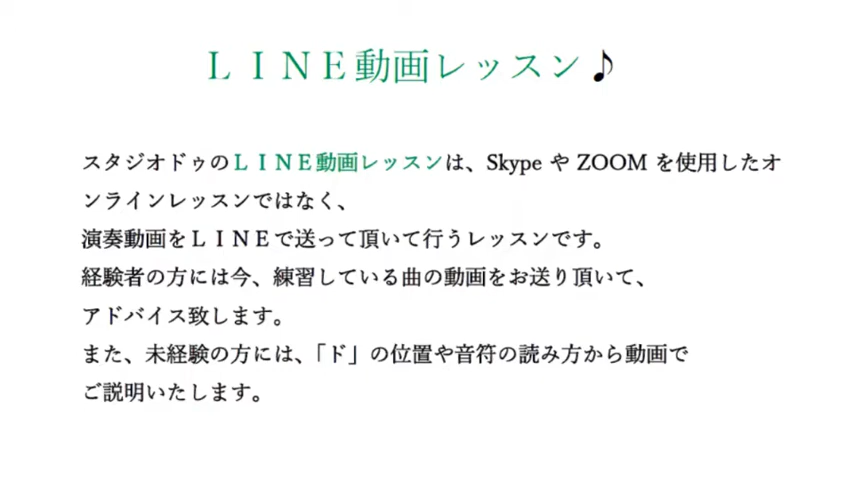 ＬＩＮＥ動画レッスン♪
スタジオドゥのＬＩＮＥ動画レッスンは、Skype や ZOOM を使用したオ
ンラインレッスンではなく、
演奏動画をＬＩＮＥで送って頂いて行うレッスンです。
経験者の方には今、練習している曲の動画をお送り頂いて、
アドバイス致します。
また、未経験の方には、「ド」の位置や音符の読み方から動画で
ご説明いたします。